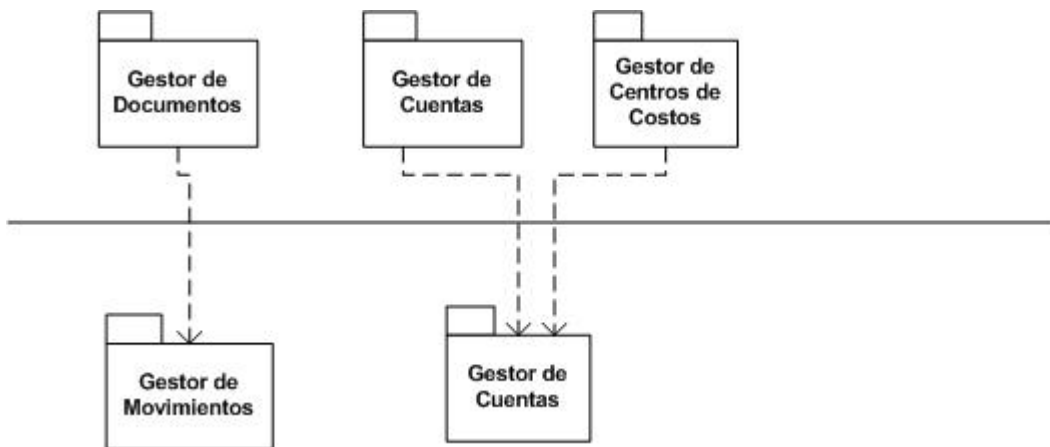 Gestor de
Documentos
Gestor de
Cuentas
Gestor de
Centros de
Costos
Gestor de
Movimientos
Gestor de
Cuentas